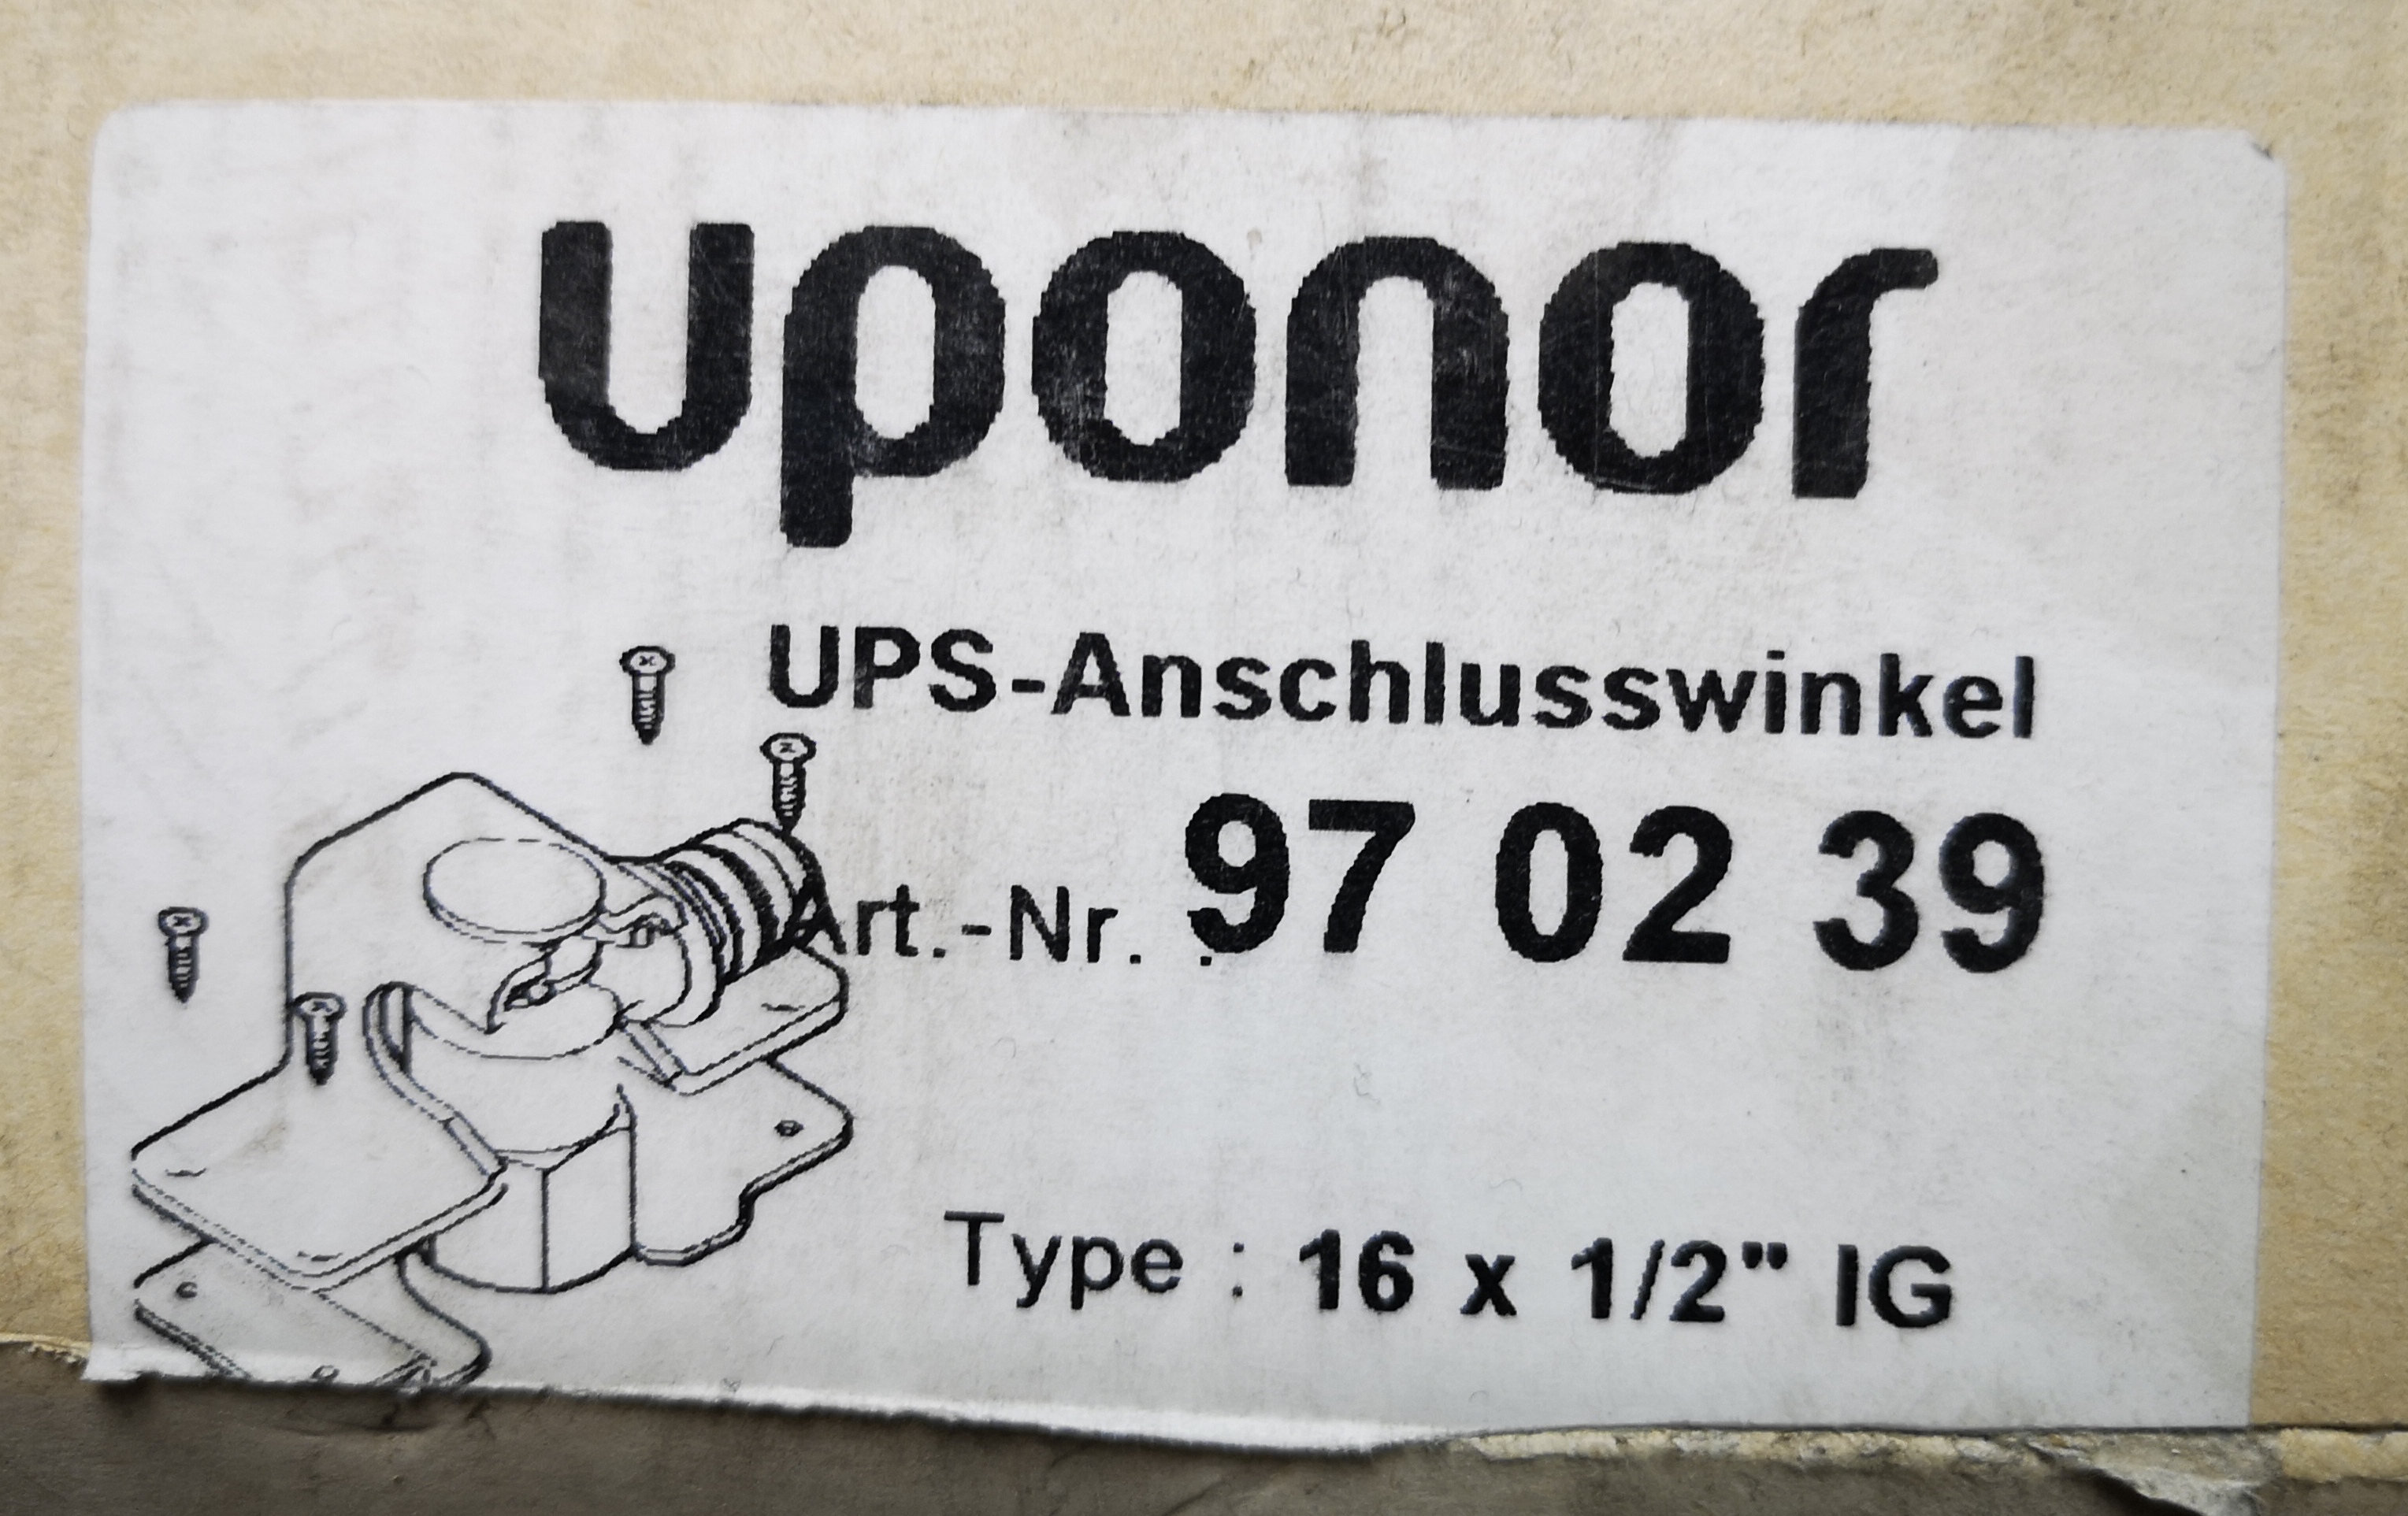 uponor
UPS-Anschlusswinkel
Art.-Nr. . 97 02 39
Type : 16 x 1/2" IG